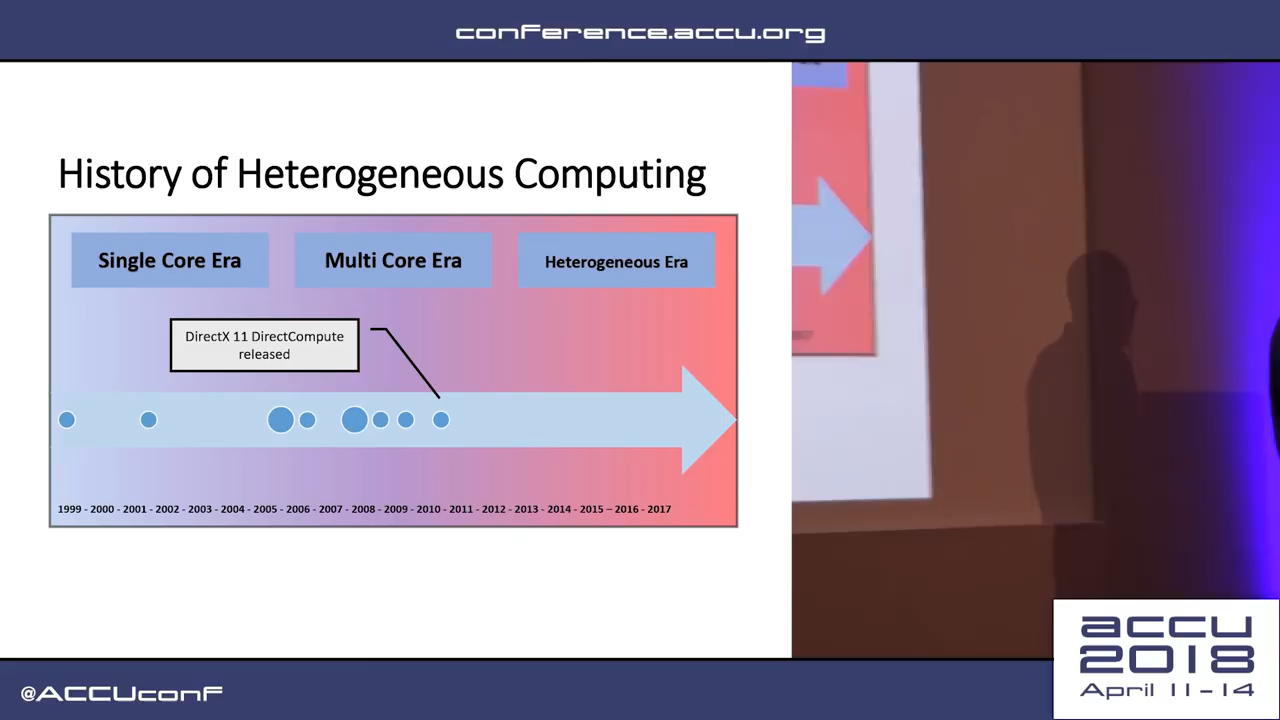 conference.accu.org
History of Heterogeneous Computing
Single Core Era
Multi Core Era
Heterogeneous Era
DirectX 11 DirectCompute
released
1999 - 2000 - 2001 - 2002 - 2003 - 2004 - 2005 - 2006 - 2007 - 2008 - 2009 - 2010 - 2011 - 2012 - 2013 - 2014 - 2015 – 2016 - 2017
@ACCUconf
accu
2018
April 11-14